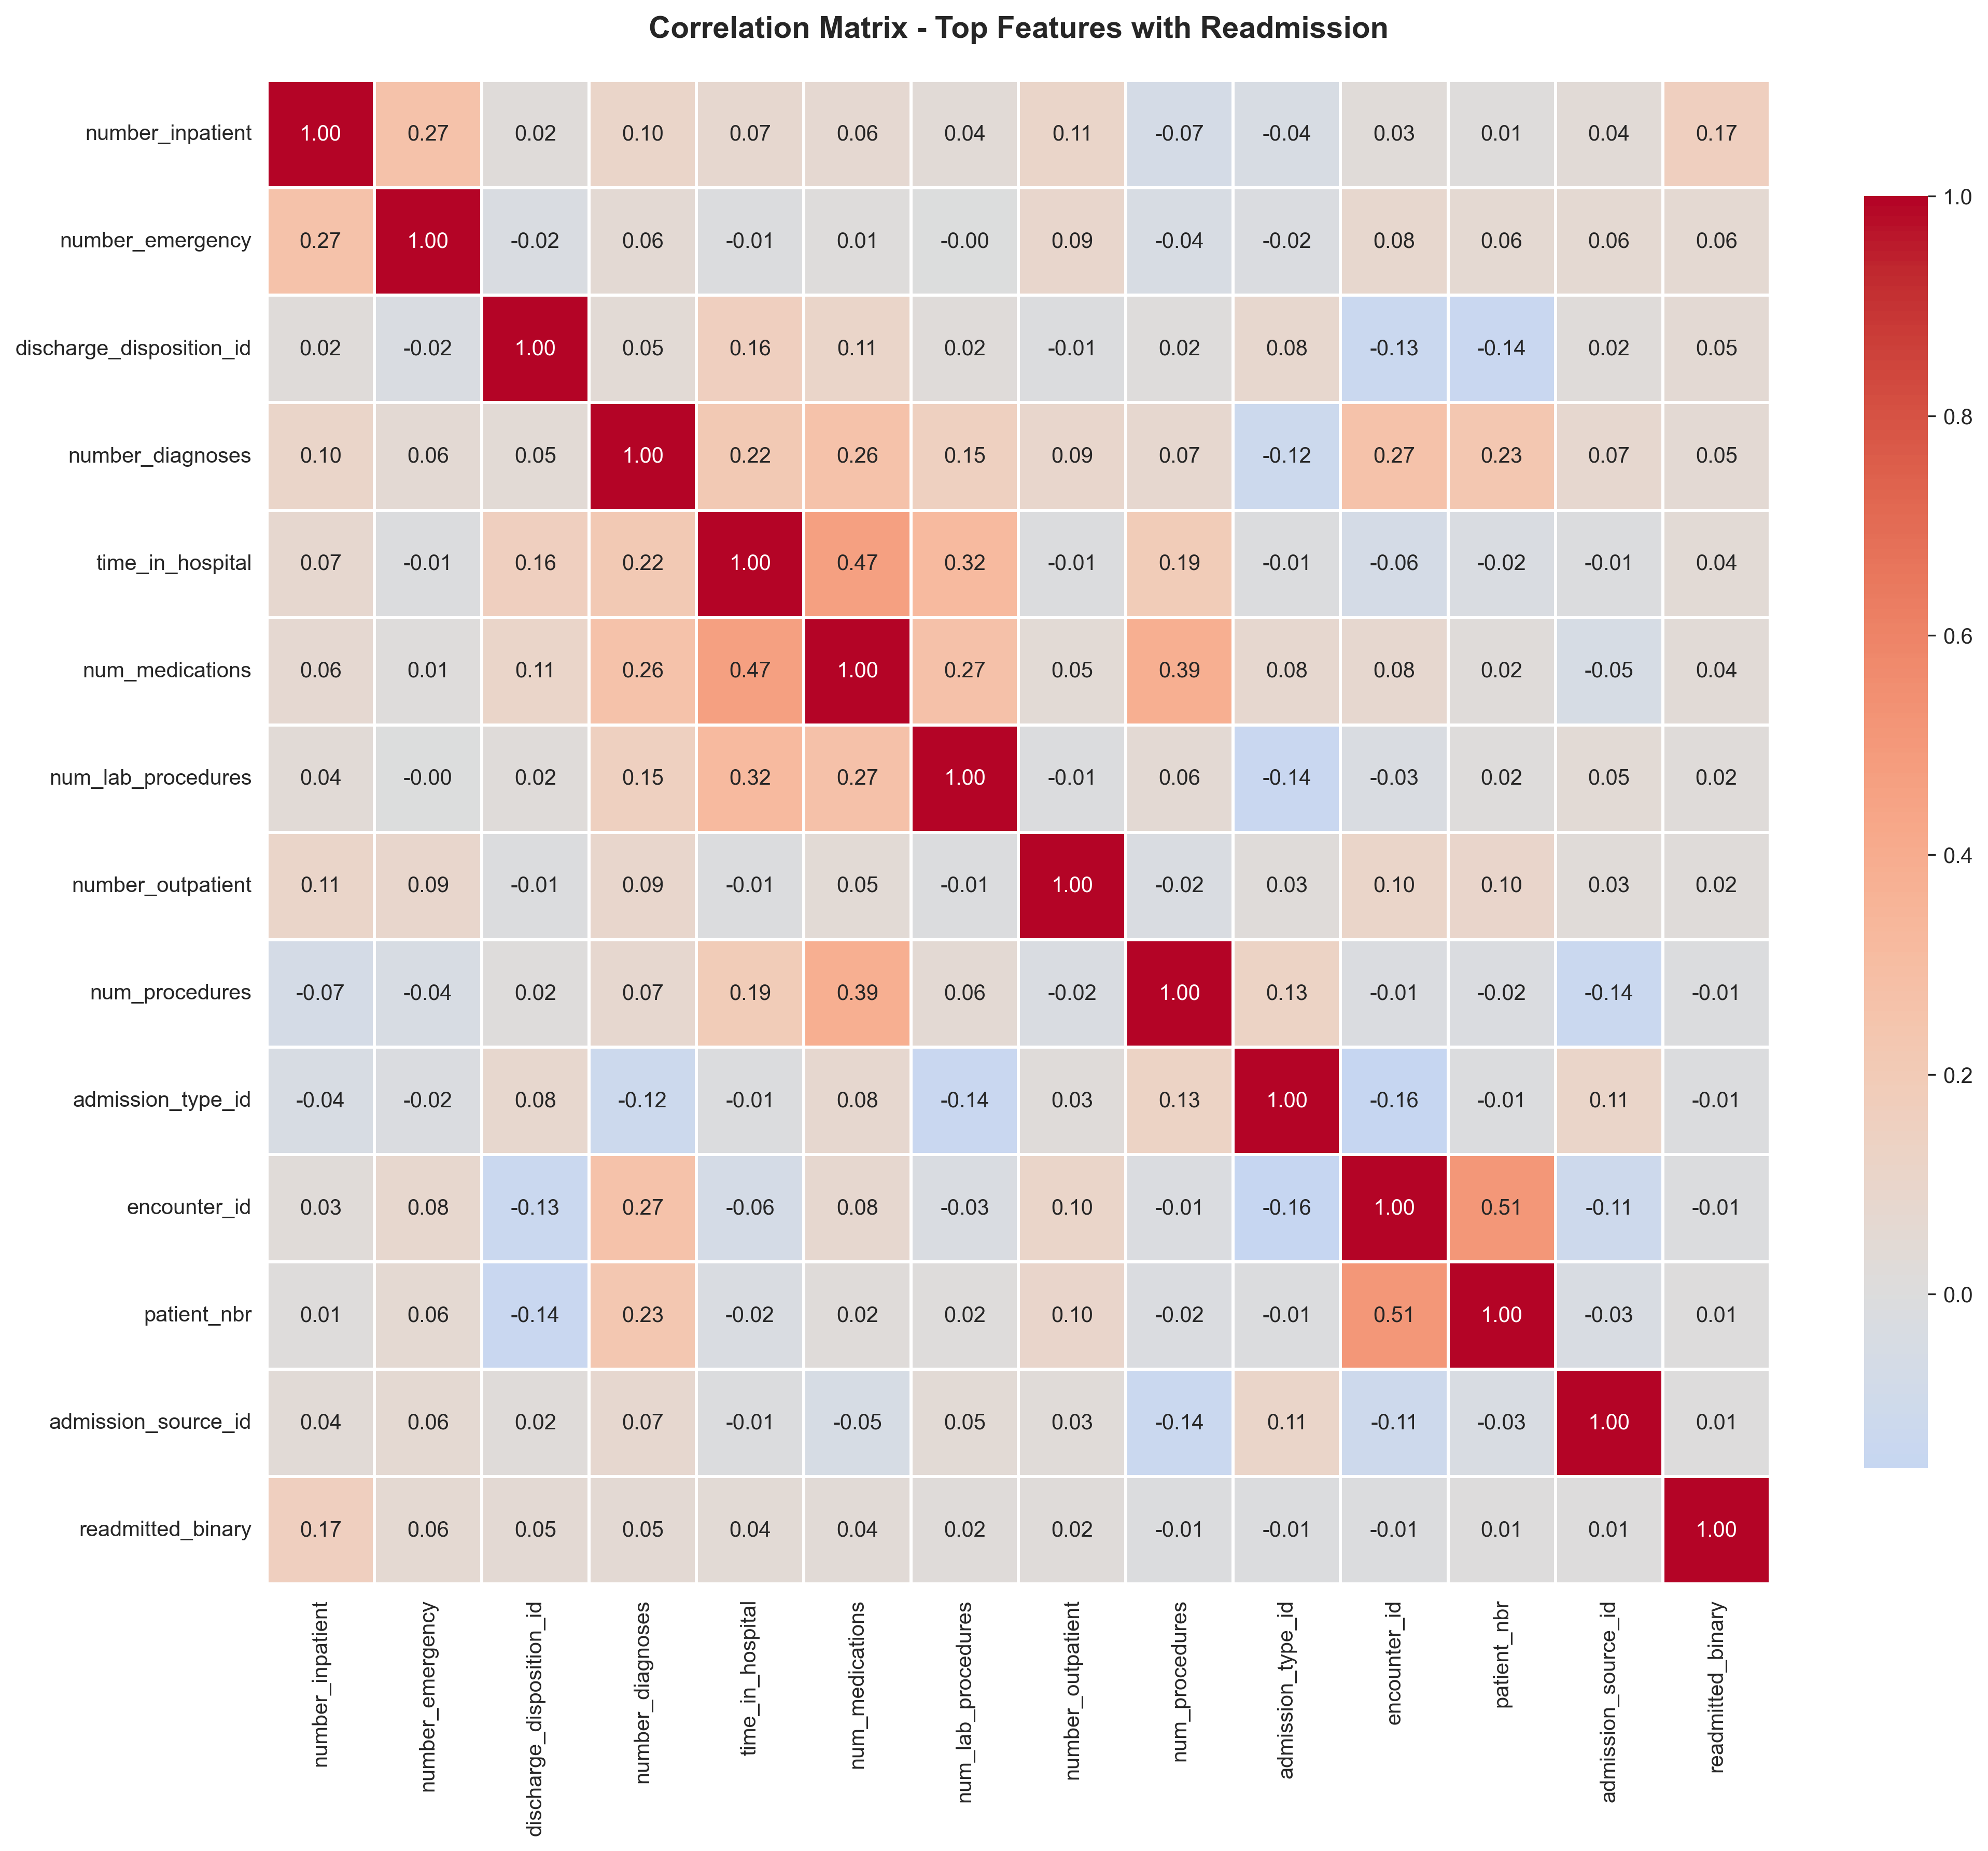 Correlation Matrix - Top Features with Readmission
number_inpatient 1.00 0.27 0.02 0.10 0.07 0.06 0.04 0.11 -0.07 -0.04 0.03 0.01 0.04 0.17
1.0
number_emergency 0.27 1.00 -0.02 0.06 -0.01 0.01 -0.00 0.09 -0.04 -0.02 0.08 0.06 0.06 0.06
discharge_disposition_id 0.02 -0.02 1.00 0.05 0.16 0.11 0.02 -0.01 0.02 0.08 -0.13 -0.14 0.02 0.05
0.8
number_diagnoses 0.10 0.06 0.05 1.00 0.22 0.26 0.15 0.09 0.07 -0.12 0.27 0.23 0.07 0.05
time_in_hospital 0.07 -0.01 0.16 0.22 1.00 0.47 0.32 -0.01 0.19 -0.01 -0.06 -0.02 -0.01 0.04
0.6
num_medications 0.06 0.01 0.11 0.26 0.47 1.00 0.27 0.05 0.39 0.08 0.08 0.02 -0.05 0.04
num_lab_procedures 0.04 -0.00 0.02 0.15 0.32 0.27 1.00 -0.01 0.06 -0.14 -0.03 0.02 0.05 0.02
0.4
number_outpatient 0.11 0.09 -0.01 0.09 -0.01 0.05 -0.01 1.00 -0.02 0.03 0.10 0.10 0.03 0.02
num_procedures -0.07 -0.04 0.02 0.07 0.19 0.39 0.06 -0.02 1.00 0.13 -0.01 -0.02 -0.14 -0.01
0.2
admission_type_id -0.04 -0.02 0.08 -0.12 -0.01 0.08 -0.14 0.03 0.13 1.00 -0.16 -0.01 0.11 -0.01
encounter_id 0.03 0.08 -0.13 0.27 -0.06 0.08 -0.03 0.10 -0.01 -0.16 1.00 0.51 -0.11 -0.01
0.0
patient_nbr 0.01 0.06 -0.14 0.23 -0.02 0.02 0.02 0.10 -0.02 -0.01 0.51 1.00 -0.03 0.01
admission_source_id 0.04 0.06 0.02 0.07 -0.01 -0.05 0.05 0.03 -0.14 0.11 -0.11 -0.03 1.00 0.01
readmitted_binary 0.17 0.06 0.05 0.05 0.04 0.04 0.02 0.02 -0.01 -0.01 -0.01 0.01 0.01 1.00
number_inpatient
number_emergency
discharge_disposition_id
number_diagnoses
time_in_hospital
num_medications
num_lab_procedures
number_outpatient
num_procedures
admission_type_id
encounter_id
patient_nbr
admission_source_id
readmitted_binary